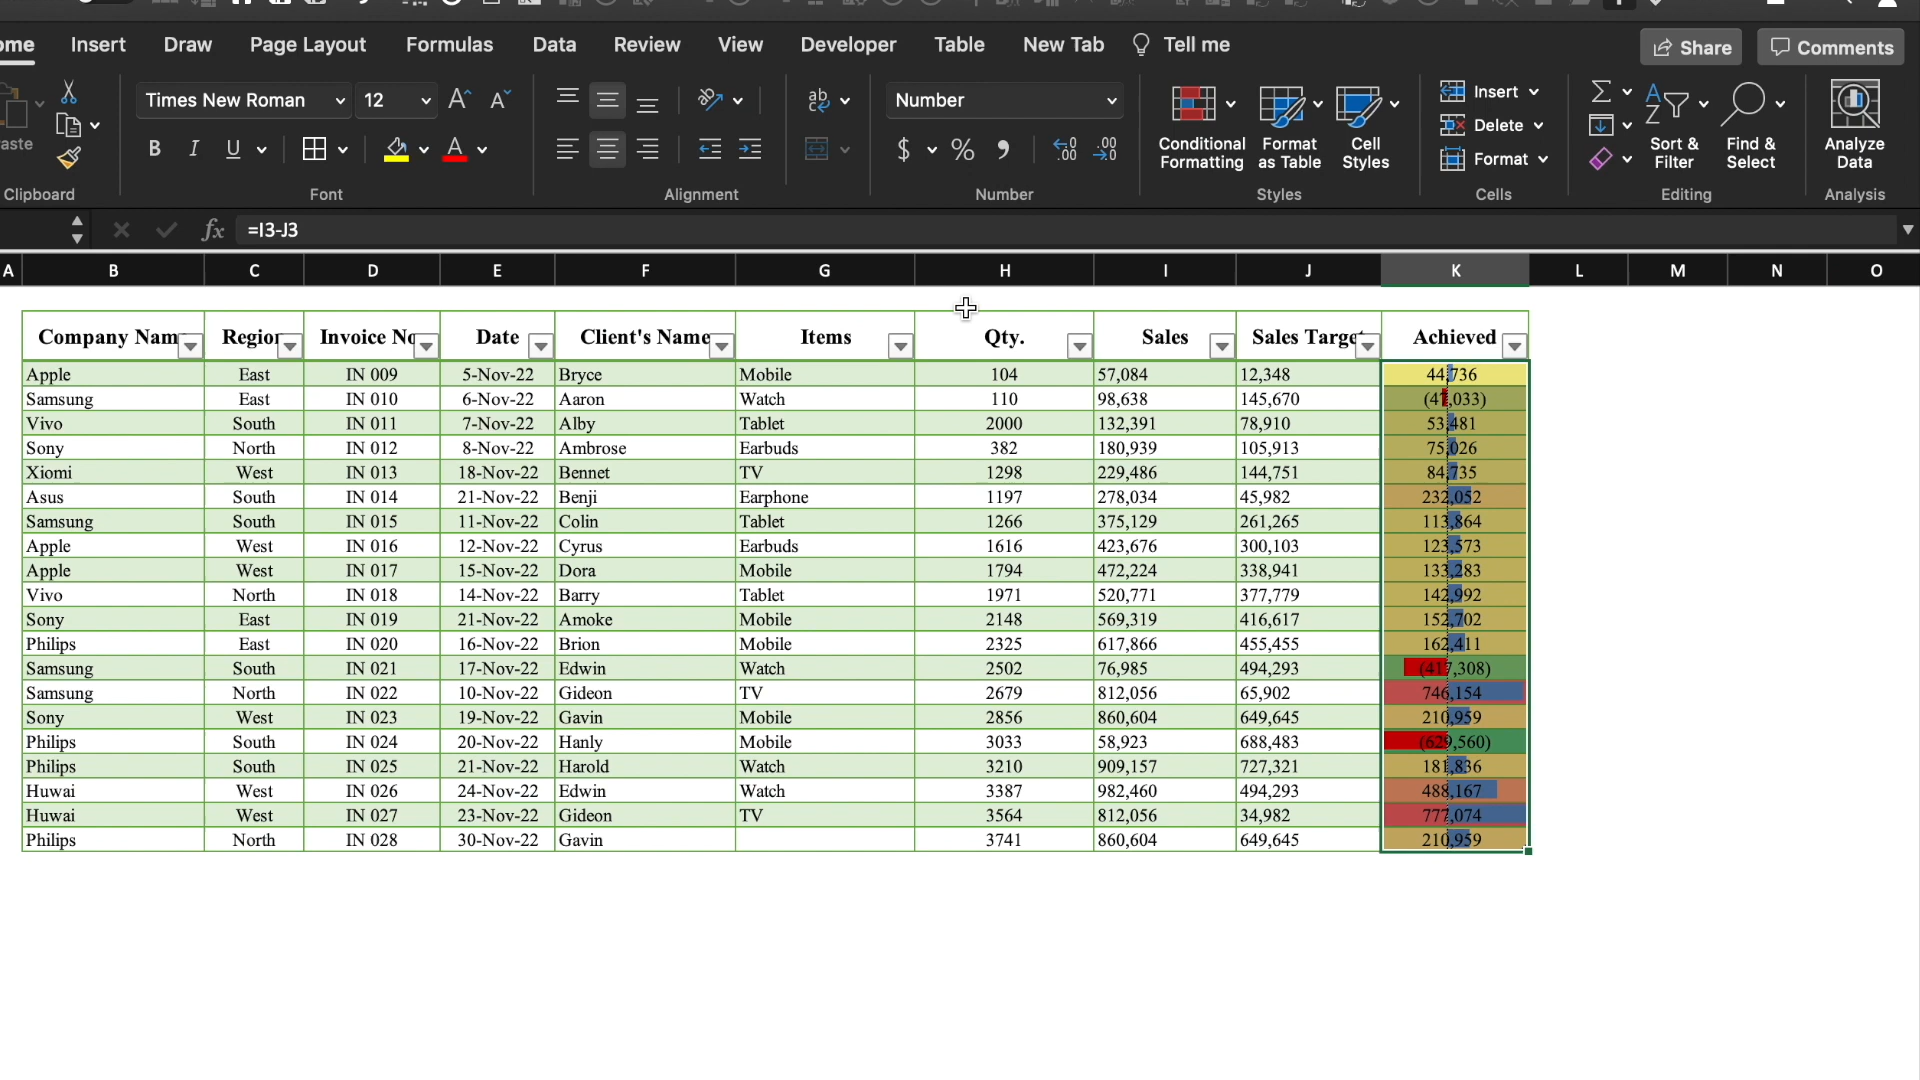 ome Insert Draw Page Layout Formulas Data Review View Developer Table New Tab Tell me Share Comments
Times New Roman 12 Number Insert
aste Delete
B I U $ % Conditional Formatting Format as Table Cell Styles Format Sort & Filter Find & Select Analyze Data
Clipboard Font Alignment Number Styles Cells Editing Analysis
fx =I3-J3
A B C D E F G H I J K L M N O
Company Nam Region Invoice No Date Client's Name Items Qty. Sales Sales Targe Achieved
Apple East IN 009 5-Nov-22 Bryce Mobile 104 57,084 12,348 44,736
Samsung East IN 010 6-Nov-22 Aaron Watch 110 98,638 145,670 (47,033)
Vivo South IN 011 7-Nov-22 Alby Tablet 2000 132,391 78,910 53,481
Sony North IN 012 8-Nov-22 Ambrose Earbuds 382 180,939 105,913 75,026
Xiomi West IN 013 18-Nov-22 Bennet TV 1298 229,486 144,751 84,735
Asus South IN 014 21-Nov-22 Benji Earphone 1197 278,034 45,982 232,052
Samsung South IN 015 11-Nov-22 Colin Tablet 1266 375,129 261,265 113,864
Apple West IN 016 12-Nov-22 Cyrus Earbuds 1616 423,676 300,103 123,573
Apple West IN 017 15-Nov-22 Dora Mobile 1794 472,224 338,941 133,283
Vivo North IN 018 14-Nov-22 Barry Tablet 1971 520,771 377,779 142,992
Sony East IN 019 21-Nov-22 Amoke Mobile 2148 569,319 416,617 152,702
Philips East IN 020 16-Nov-22 Brion Mobile 2325 617,866 455,455 162,411
Samsung South IN 021 17-Nov-22 Edwin Watch 2502 76,985 494,293 (417,308)
Samsung North IN 022 10-Nov-22 Gideon TV 2679 812,056 65,902 746,154
Sony West IN 023 19-Nov-22 Gavin Mobile 2856 860,604 649,645 210,959
Philips South IN 024 20-Nov-22 Hanly Mobile 3033 58,923 688,483 (629,560)
Philips South IN 025 21-Nov-22 Harold Watch 3210 909,157 727,321 181,836
Huwai West IN 026 24-Nov-22 Edwin Watch 3387 982,460 494,293 488,167
Huwai West IN 027 23-Nov-22 Gideon TV 3564 812,056 34,982 777,074
Philips North IN 028 30-Nov-22 Gavin 3741 860,604 649,645 210,959